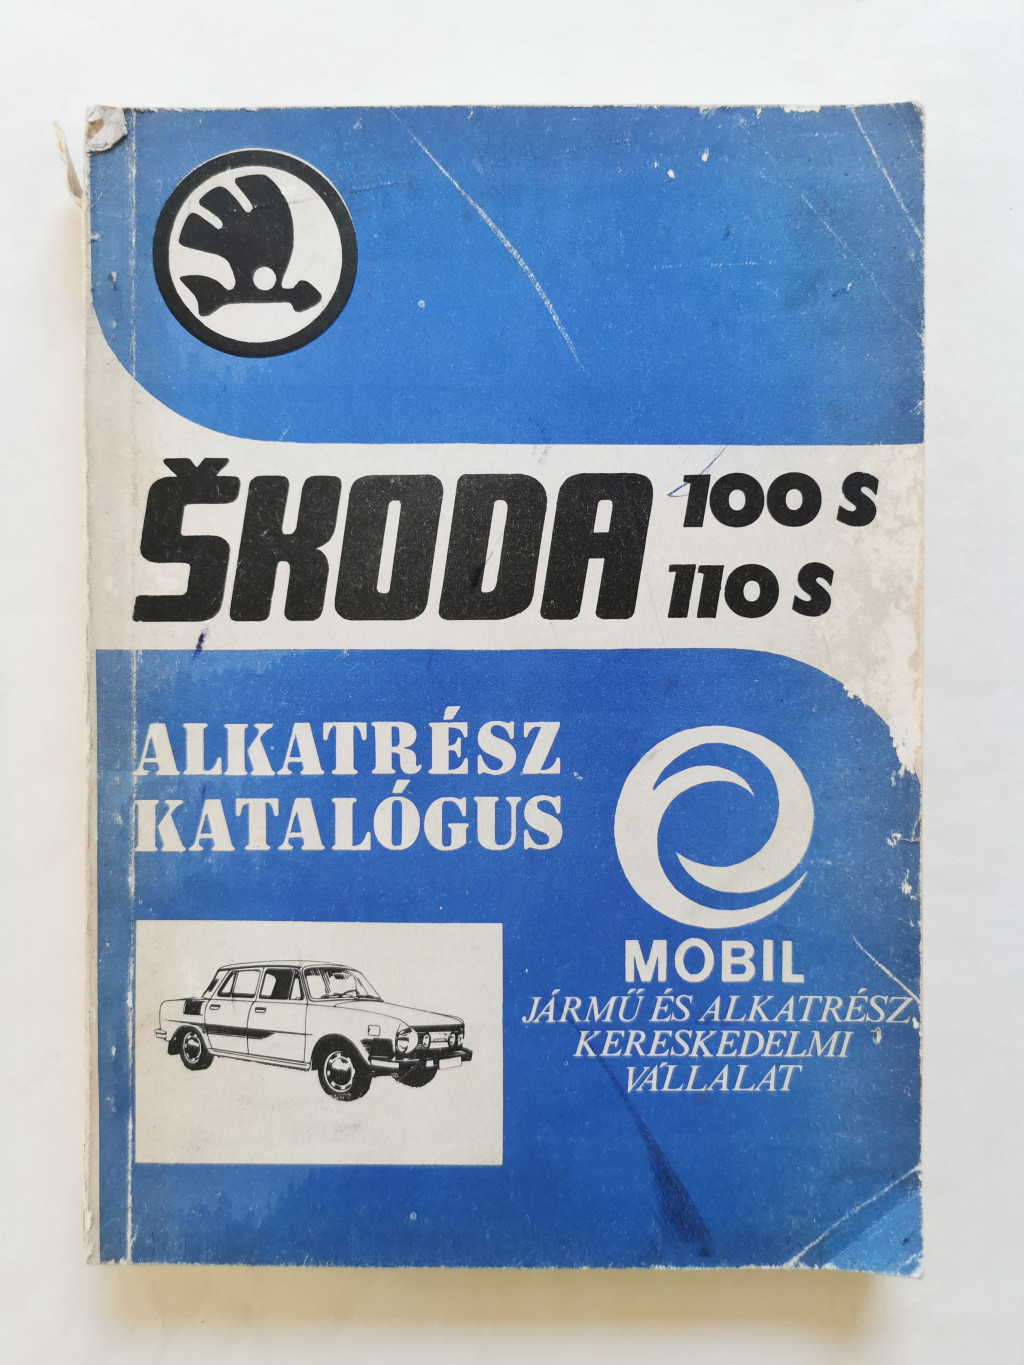 ŠKODA 100 S
110 S
ALKATRÉSZ
KATALÓGUS
MOBIL
JÁRMŰ ÉS ALKATRÉSZ
KERESKEDELMI
VÁLLALAT